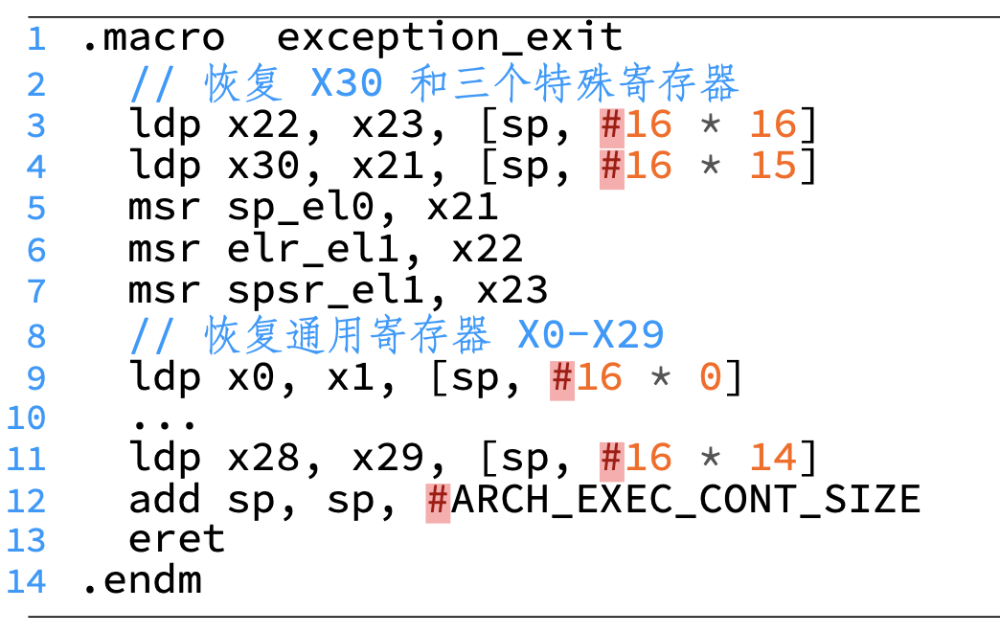 1 .macro  exception_exit
2   // 恢复 X30 和三个特殊寄存器
3   ldp x22, x23, [sp, #16 * 16]
4   ldp x30, x21, [sp, #16 * 15]
5   msr sp_el0, x21
6   msr elr_el1, x22
7   msr spsr_el1, x23
8   // 恢复通用寄存器 X0-X29
9   ldp x0, x1, [sp, #16 * 0]
10   ...
11   ldp x28, x29, [sp, #16 * 14]
12   add sp, sp, #ARCH_EXEC_CONT_SIZE
13   eret
14 .endm